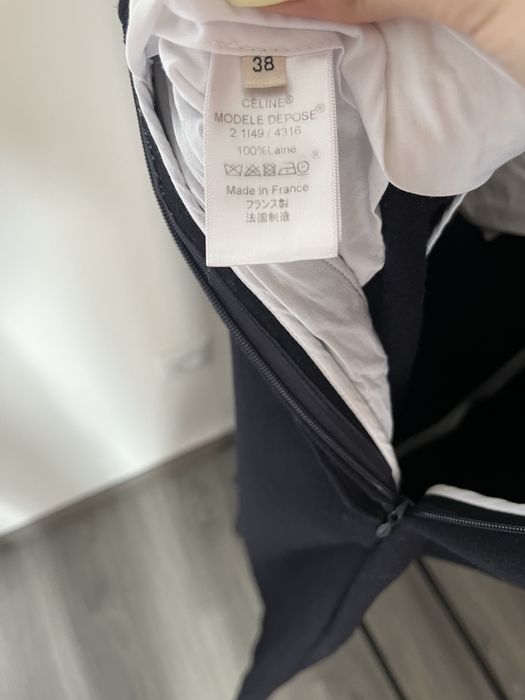 38
CÉLINE®
MODELE DEPOSE®
2 1I49 / 4316
100%Laine
®
Made in France
フランス製
法国制造